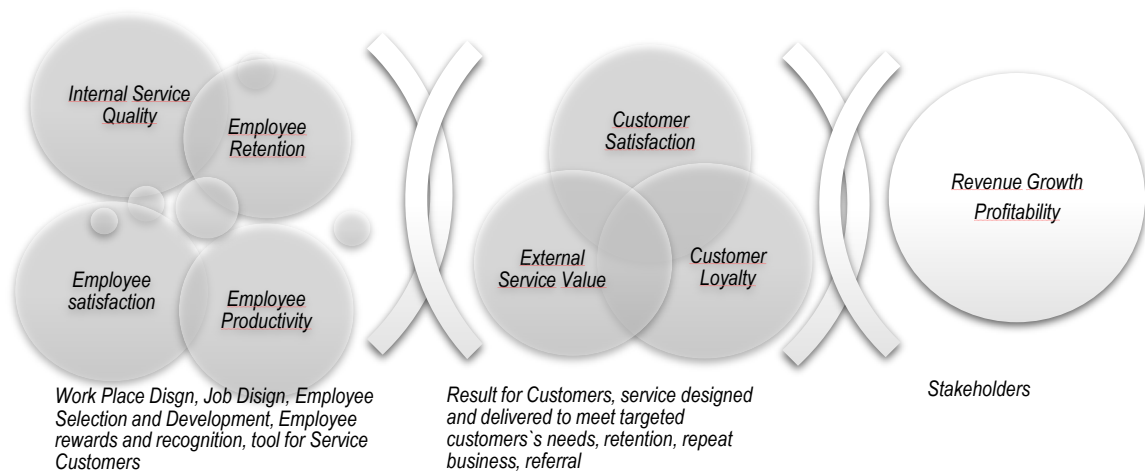 Internal Service
Quality
Employee
Retention
Employee
satisfaction
Employee
Productivity
Customer
Satisfaction
External
Service Value
Customer
Loyalty
Revenue Growth
Profitability
Work Place Disgn, Job Disign, Employee
Selection and Development, Employee
rewards and recognition, tool for Service
Customers
Result for Customers, service designed
and delivered to meet targeted
customers`s needs, retention, repeat
business, referral
Stakeholders